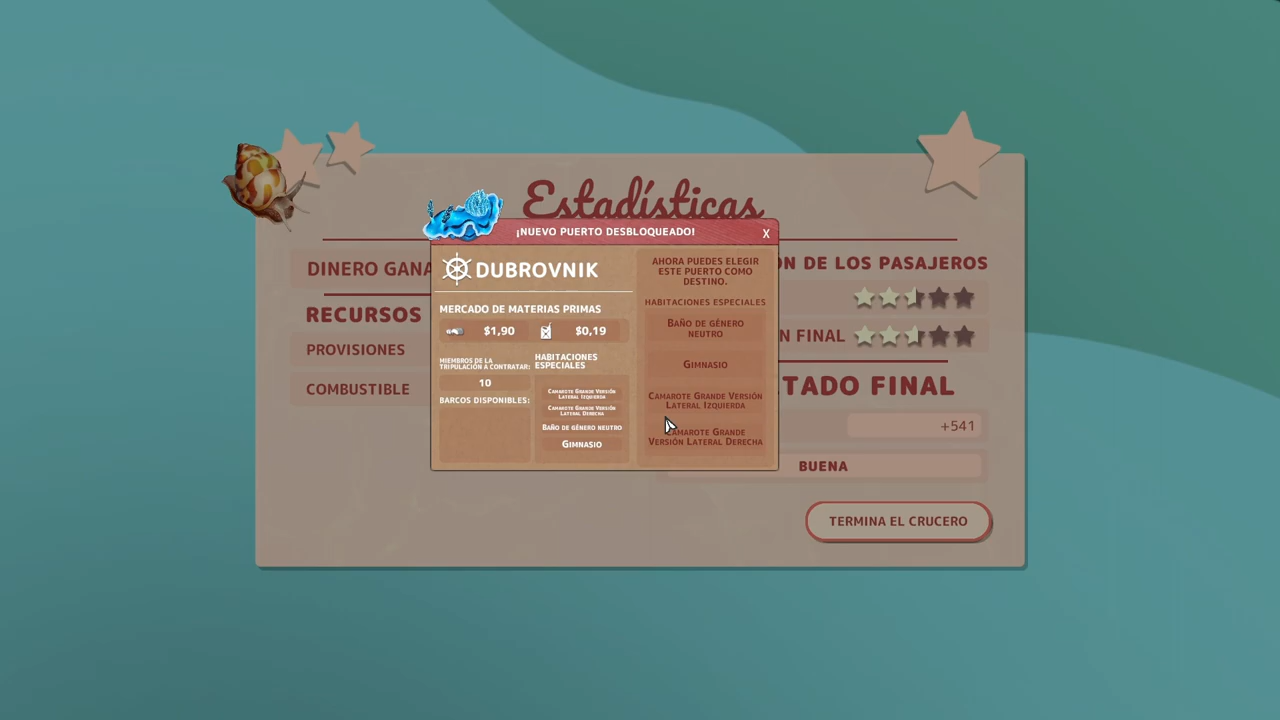 Estadísticas
¡NUEVO PUERTO DESBLOQUEADO!
X
DUBROVNIK
MERCADO DE MATERIAS PRIMAS
$1,90
$0,19
MIEMBROS DE LA
TRIPULACIÓN A CONTRATAR:
10
BARCOS DISPONIBLES:
HABITACIONES
ESPECIALES
CAMAROTE GRANDE VERSIÓN
LATERAL IZQUIERDA
CAMAROTE GRANDE VERSIÓN
LATERAL DERECHA
BAÑO DE GÉNERO NEUTRO
GIMNASIO
AHORA PUEDES ELEGIR
ESTE PUERTO COMO
DESTINO.
HABITACIONES ESPECIALES
BAÑO DE GÉNERO
NEUTRO
GIMNASIO
CAMAROTE GRANDE VERSIÓN
LATERAL IZQUIERDA
CAMAROTE GRANDE
VERSIÓN LATERAL DERECHA
DINERO GANA
RECURSOS
PROVISIONES
COMBUSTIBLE
ON DE LOS PASAJEROS
N FINAL
TADO FINAL
+541
BUENA
TERMINA EL CRUCERO